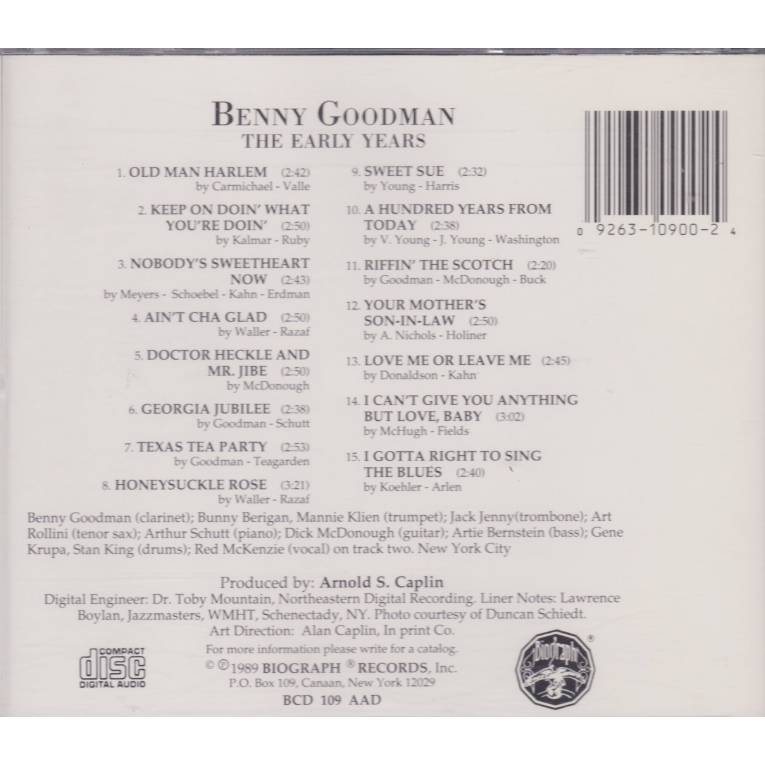 BENNY GOODMAN
THE EARLY YEARS
1. OLD MAN HARLEM (2:42)
by Carmichael - Valle
2. KEEP ON DOIN' WHAT
YOU'RE DOIN' (2:50)
by Kalmar - Ruby
3. NOBODY'S SWEETHEART
NOW (2:43)
by Meyers - Schoebel - Kahn - Erdman
4. AIN'T CHA GLAD (2:50)
by Waller - Razaf
5. DOCTOR HECKLE AND
MR. JIBE (2:50)
by McDonough
6. GEORGIA JUBILEE (2:38)
by Goodman - Schutt
7. TEXAS TEA PARTY (2:53)
by Goodman - Teagarden
8. HONEYSUCKLE ROSE (3:21)
by Waller - Razaf
9. SWEET SUE (2:32)
by Young - Harris
10. A HUNDRED YEARS FROM
TODAY (2:38)
by V. Young - J. Young - Washington
11. RIFFIN' THE SCOTCH (2:20)
by Goodman - McDonough - Buck
12. YOUR MOTHER'S
SON-IN-LAW (2:50)
by A. Nichols - Holiner
13. LOVE ME OR LEAVE ME (2:45)
by Donaldson - Kahn
14. I CAN'T GIVE YOU ANYTHING
BUT LOVE, BABY (3:02)
by McHugh - Fields
15. I GOTTA RIGHT TO SING
THE BLUES (2:40)
by Koehler - Arlen
0 9263-10900-2 4
Benny Goodman (clarinet); Bunny Berigan, Mannie Klien (trumpet); Jack Jenny(trombone); Art
Rollini (tenor sax); Arthur Schutt (piano); Dick McDonough (guitar); Artie Bernstein (bass); Gene
Krupa, Stan King (drums); Red McKenzie (vocal) on track two. New York City
Produced by: Arnold S. Caplin
Digital Engineer: Dr. Toby Mountain, Northeastern Digital Recording. Liner Notes: Lawrence
Boylan, Jazzmasters, WMHT, Schenectady, NY. Photo courtesy of Duncan Schiedt.
Art Direction: Alan Caplin, In print Co.
For more information please write for a catalog.
© ℗1989 BIOGRAPH ® RECORDS, Inc.
P.O. Box 109, Canaan, New York 12029
BCD 109 AAD
COMPACT
disc
DIGITAL AUDIO
Biograph
®